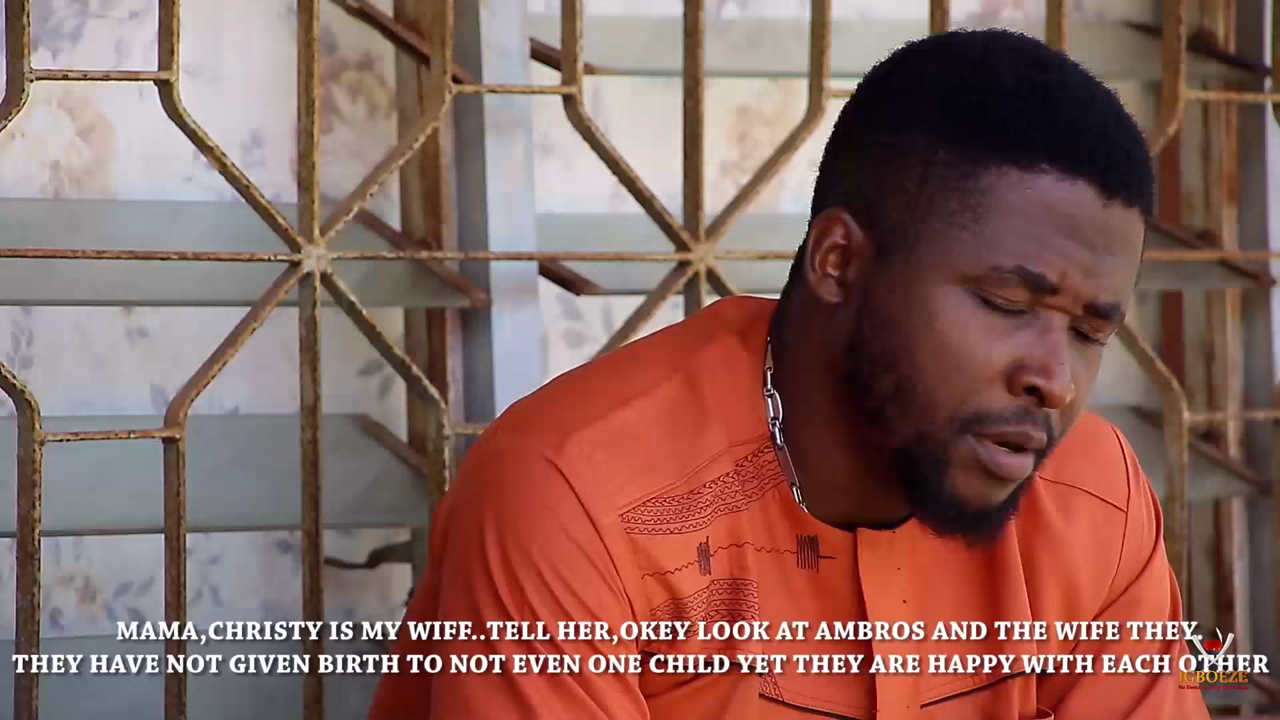 MAMA,CHRISTY IS MY WIFE..TELL HER,OKEY LOOK AT AMBROS AND THE WIFE THEY
THEY HAVE NOT GIVEN BIRTH TO NOT EVEN ONE CHILD YET THEY ARE HAPPY WITH EACH OTHER
IGBOEZE